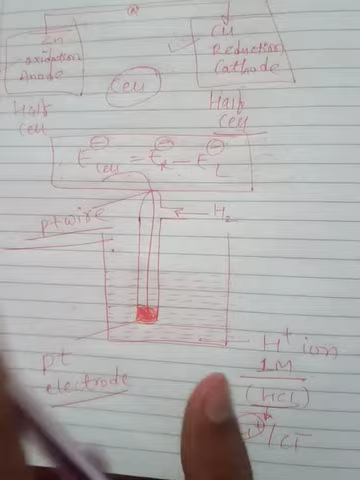 Zn
oxidation
Anode
Cu
Reduction
Cathode
Cell
Half
Cell
Half
Cell
E⊖cell = E⊖R - E⊖L
pt wire
H2
pt
electrode
H+ ion
1M
(HCl)
/Cl-